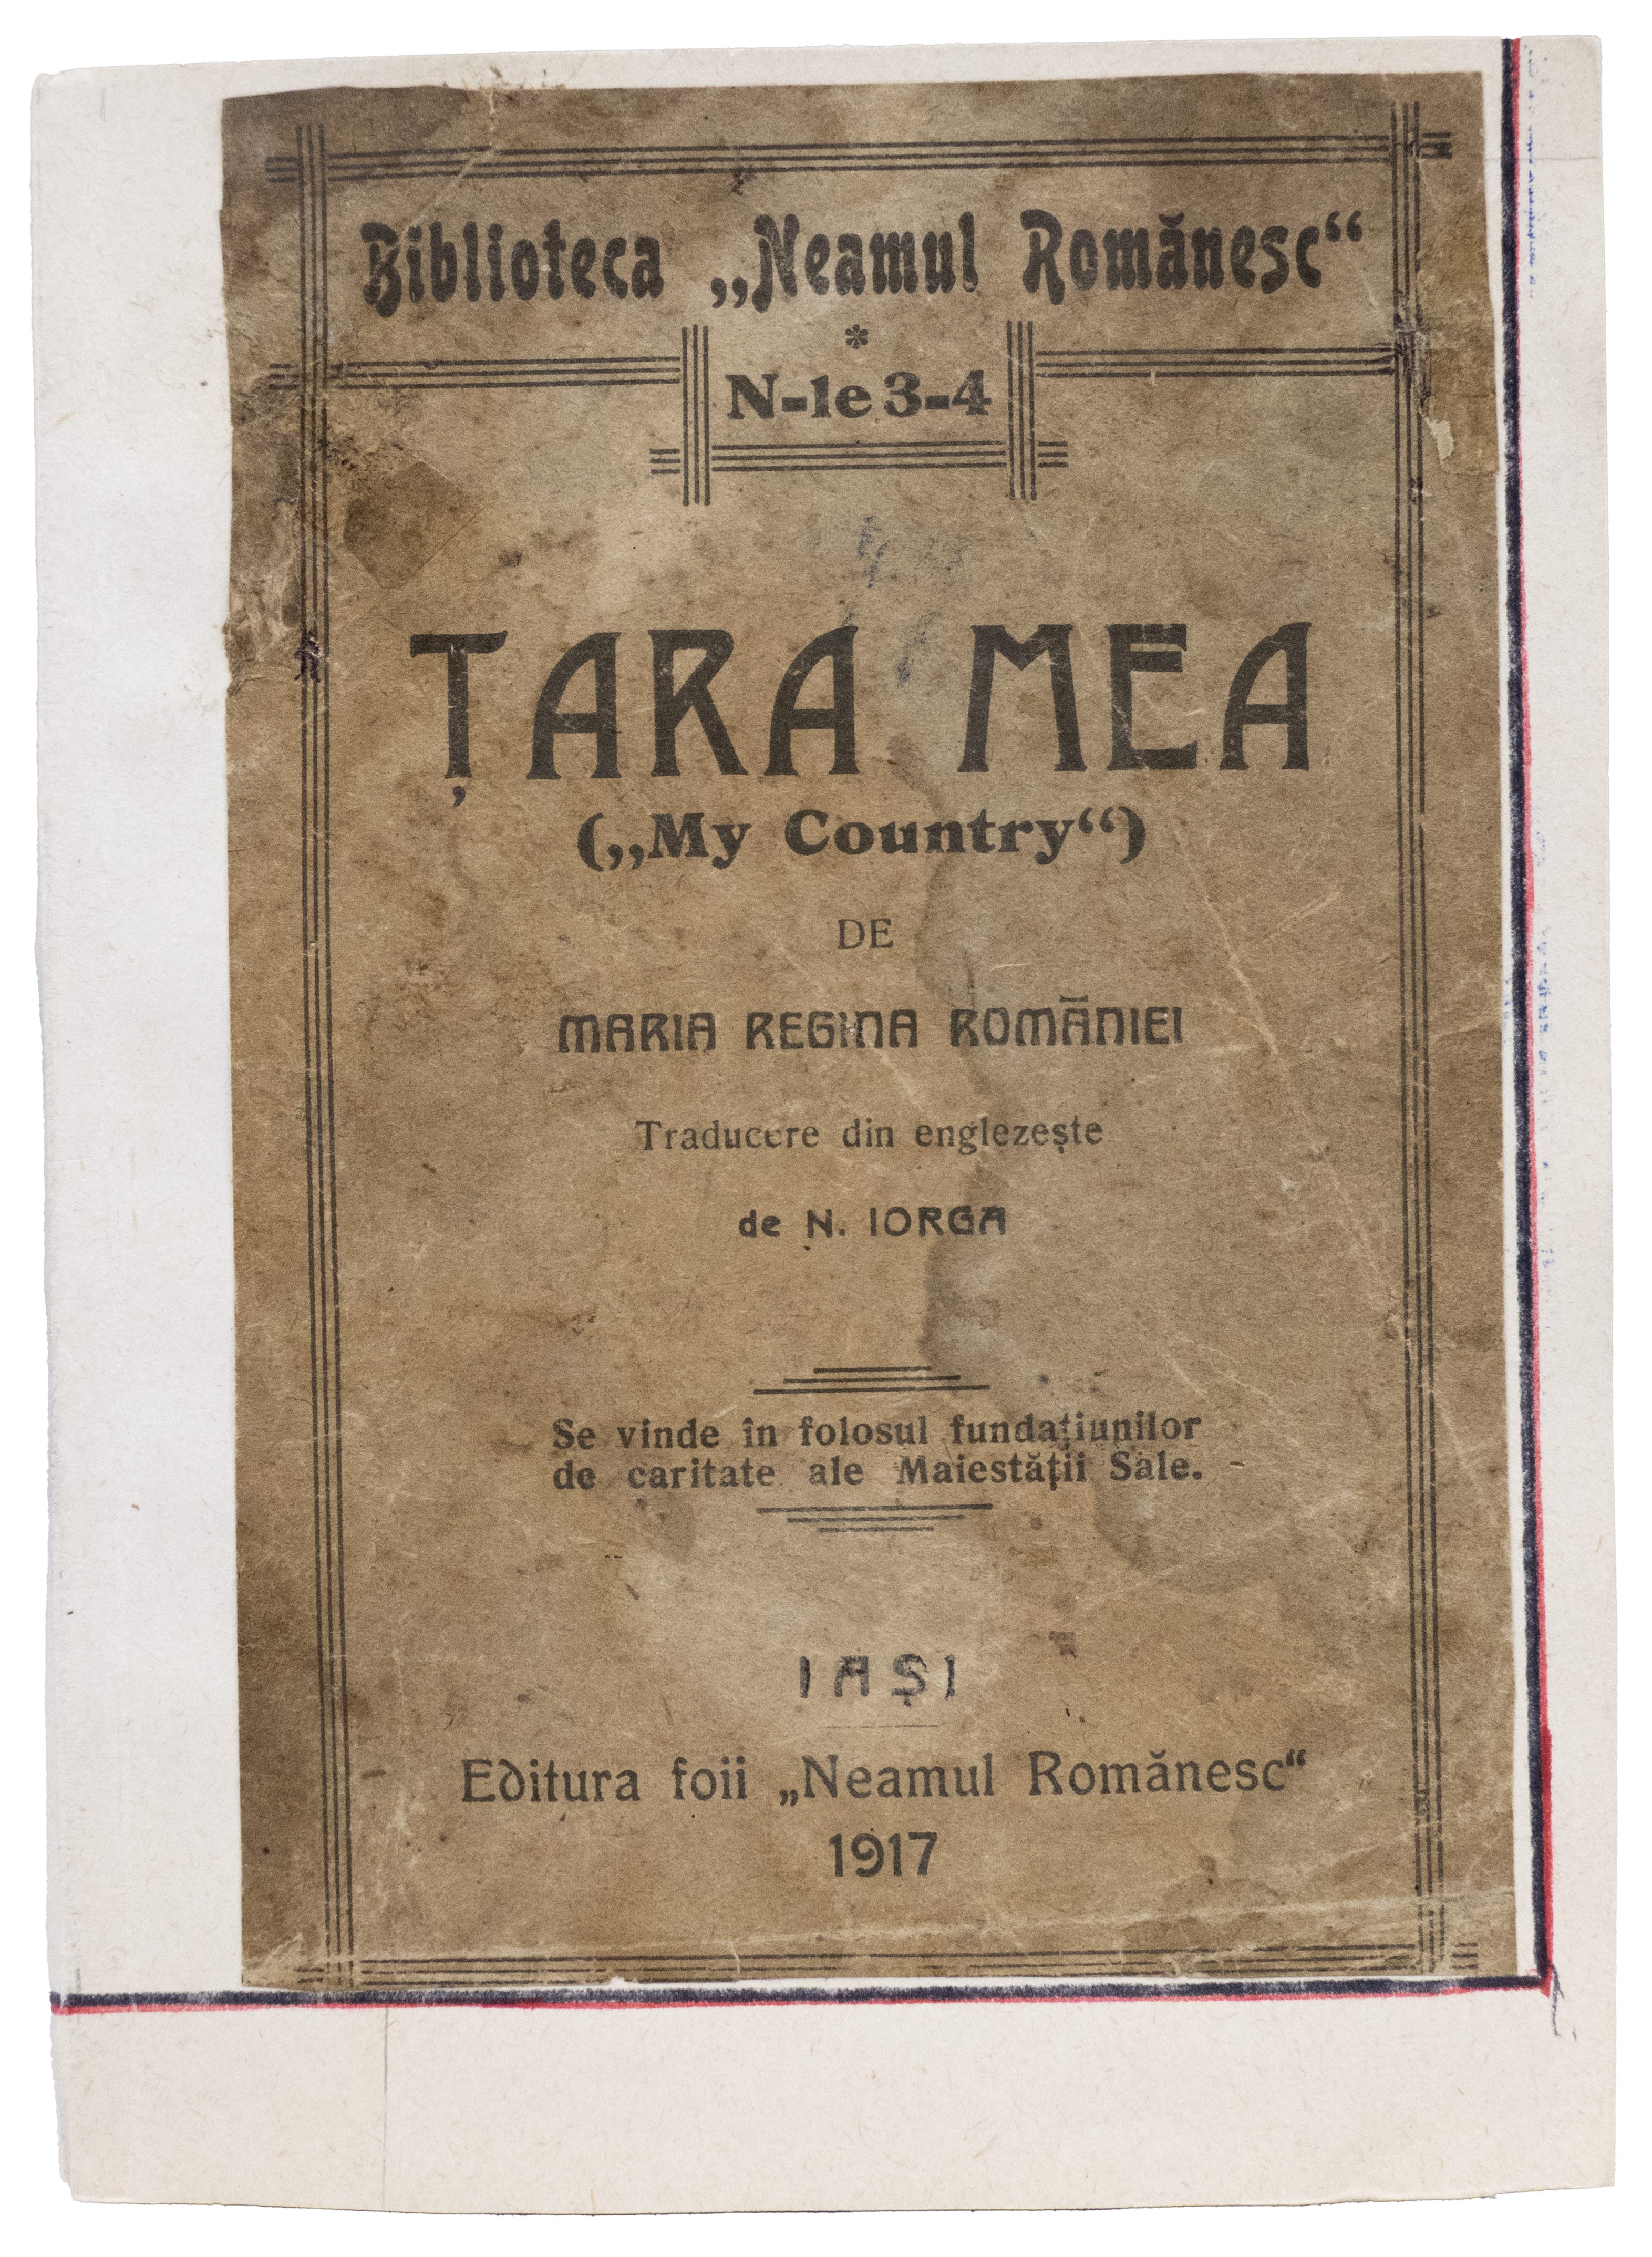 Biblioteca „Neamul Romănesc“
*
N-le 3-4
ȚARA MEA
(„My Country“)
DE
MARIA REGINA ROMÂNIEI
Traducere din englezește
de N. IORGA
Se vinde în folosul fundațiunilor
de caritate ale Maiestății Sale.
IAȘI
Editura foii „Neamul Romănesc“
1917